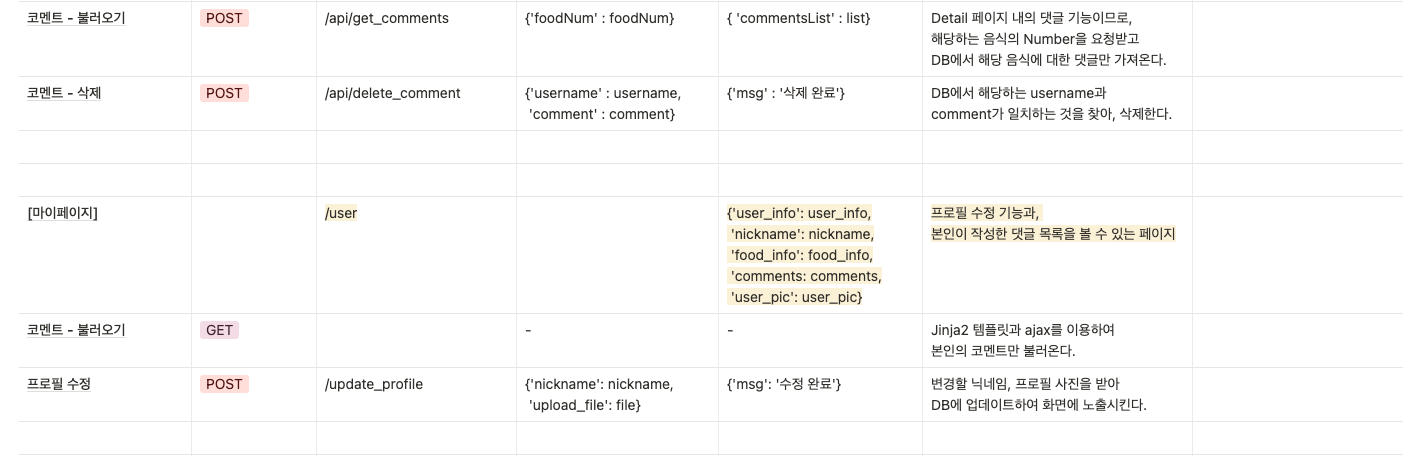 코멘트 - 불러오기
POST
/api/get_comments
{'foodNum' : foodNum}
{ 'commentsList' : list}
Detail 페이지 내의 댓글 기능이므로,
해당하는 음식의 Number을 요청받고
DB에서 해당 음식에 대한 댓글만 가져온다.
코멘트 - 삭제
POST
/api/delete_comment
{'username' : username,
'comment' : comment}
{'msg' : '삭제 완료'}
DB에서 해당하는 username과
comment가 일치하는 것을 찾아, 삭제한다.
[마이페이지]
/user
{'user_info': user_info,
'nickname': nickname,
'food_info': food_info,
'comments: comments,
'user_pic': user_pic}
프로필 수정 기능과,
본인이 작성한 댓글 목록을 볼 수 있는 페이지
코멘트 - 불러오기
GET
-
-
Jinja2 템플릿과 ajax를 이용하여
본인의 코멘트만 불러온다.
프로필 수정
POST
/update_profile
{'nickname': nickname,
'upload_file': file}
{'msg': '수정 완료'}
변경할 닉네임, 프로필 사진을 받아
DB에 업데이트하여 화면에 노출시킨다.